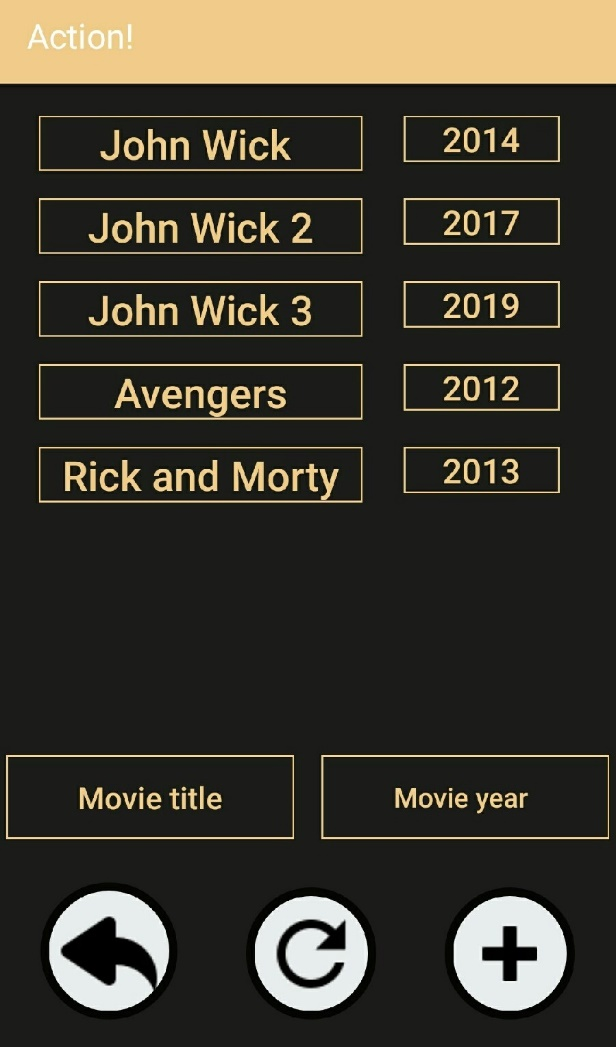 Action!
John Wick 2014
John Wick 2 2017
John Wick 3 2019
Avengers 2012
Rick and Morty 2013
Movie title Movie year